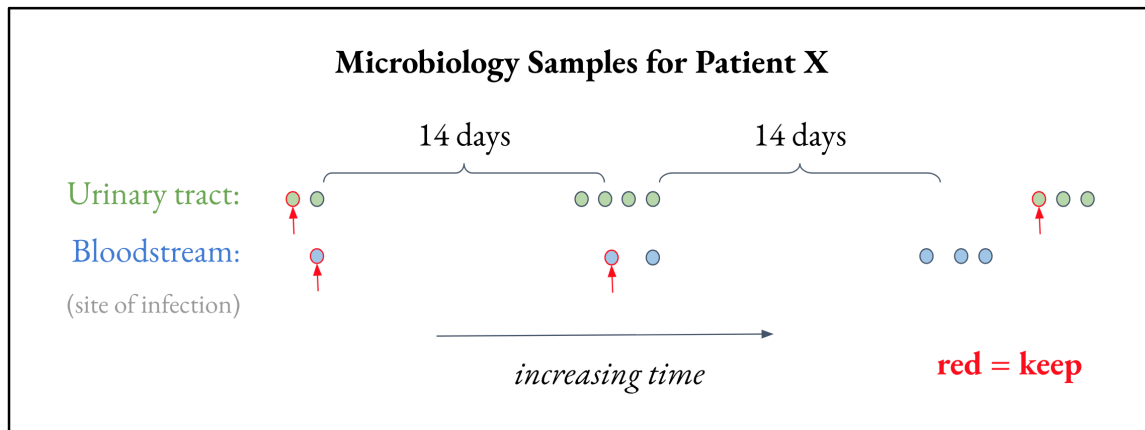 Microbiology Samples for Patient X
14 days
14 days
Urinary tract:
Bloodstream:
(site of infection)
increasing time
red = keep